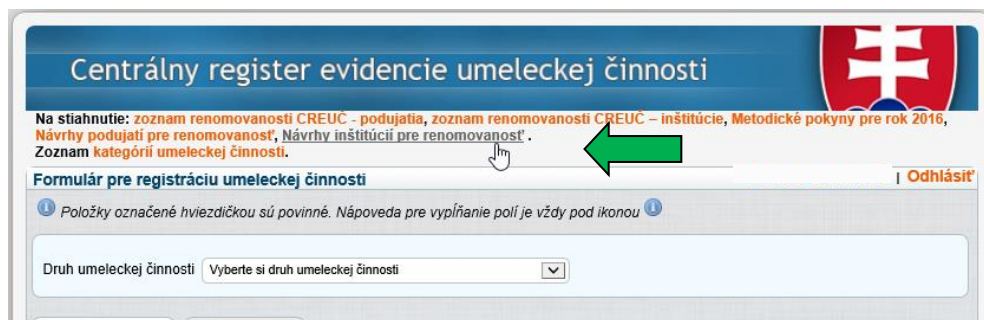 Centrálny register evidencie umeleckej činnosti
Na stiahnutie: zoznam renomovanosti CREUČ - podujatia, zoznam renomovanosti CREUČ – inštitúcie, Metodické pokyny pre rok 2016,
Návrhy podujatí pre renomovanosť, Návrhy inštitúcií pre renomovanosť .
Zoznam kategórií umeleckej činnosti.
Formulár pre registráciu umeleckej činnosti | Odhlásiť
Položky označené hviezdičkou sú povinné. Nápoveda pre vypĺňanie polí je vždy pod ikonou
Druh umeleckej činnosti Vyberte si druh umeleckej činnosti